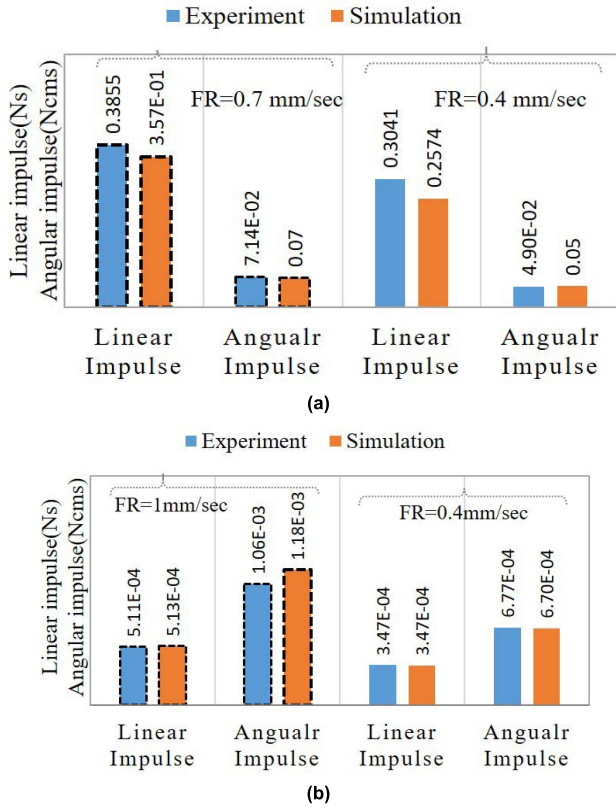 Experiment Simulation
Linear impulse(Ns)
Angular impulse(Ncms)
FR=0.7 mm/sec
FR=0.4 mm/sec
0.3855
3.57E-01
7.14E-02
0.07
0.3041
0.2574
4.90E-02
0.05
Linear Impulse
Angualr Impulse
Linear Impulse
Angualr Impulse
(a)
Experiment Simulation
Linear impulse(Ns)
Angular impulse(Ncms)
FR=1mm/sec
FR=0.4mm/sec
5.11E-04
5.13E-04
1.06E-03
1.18E-03
3.47E-04
3.47E-04
6.77E-04
6.70E-04
Linear Impulse
Angualr Impulse
Linear Impulse
Angualr Impulse
(b)